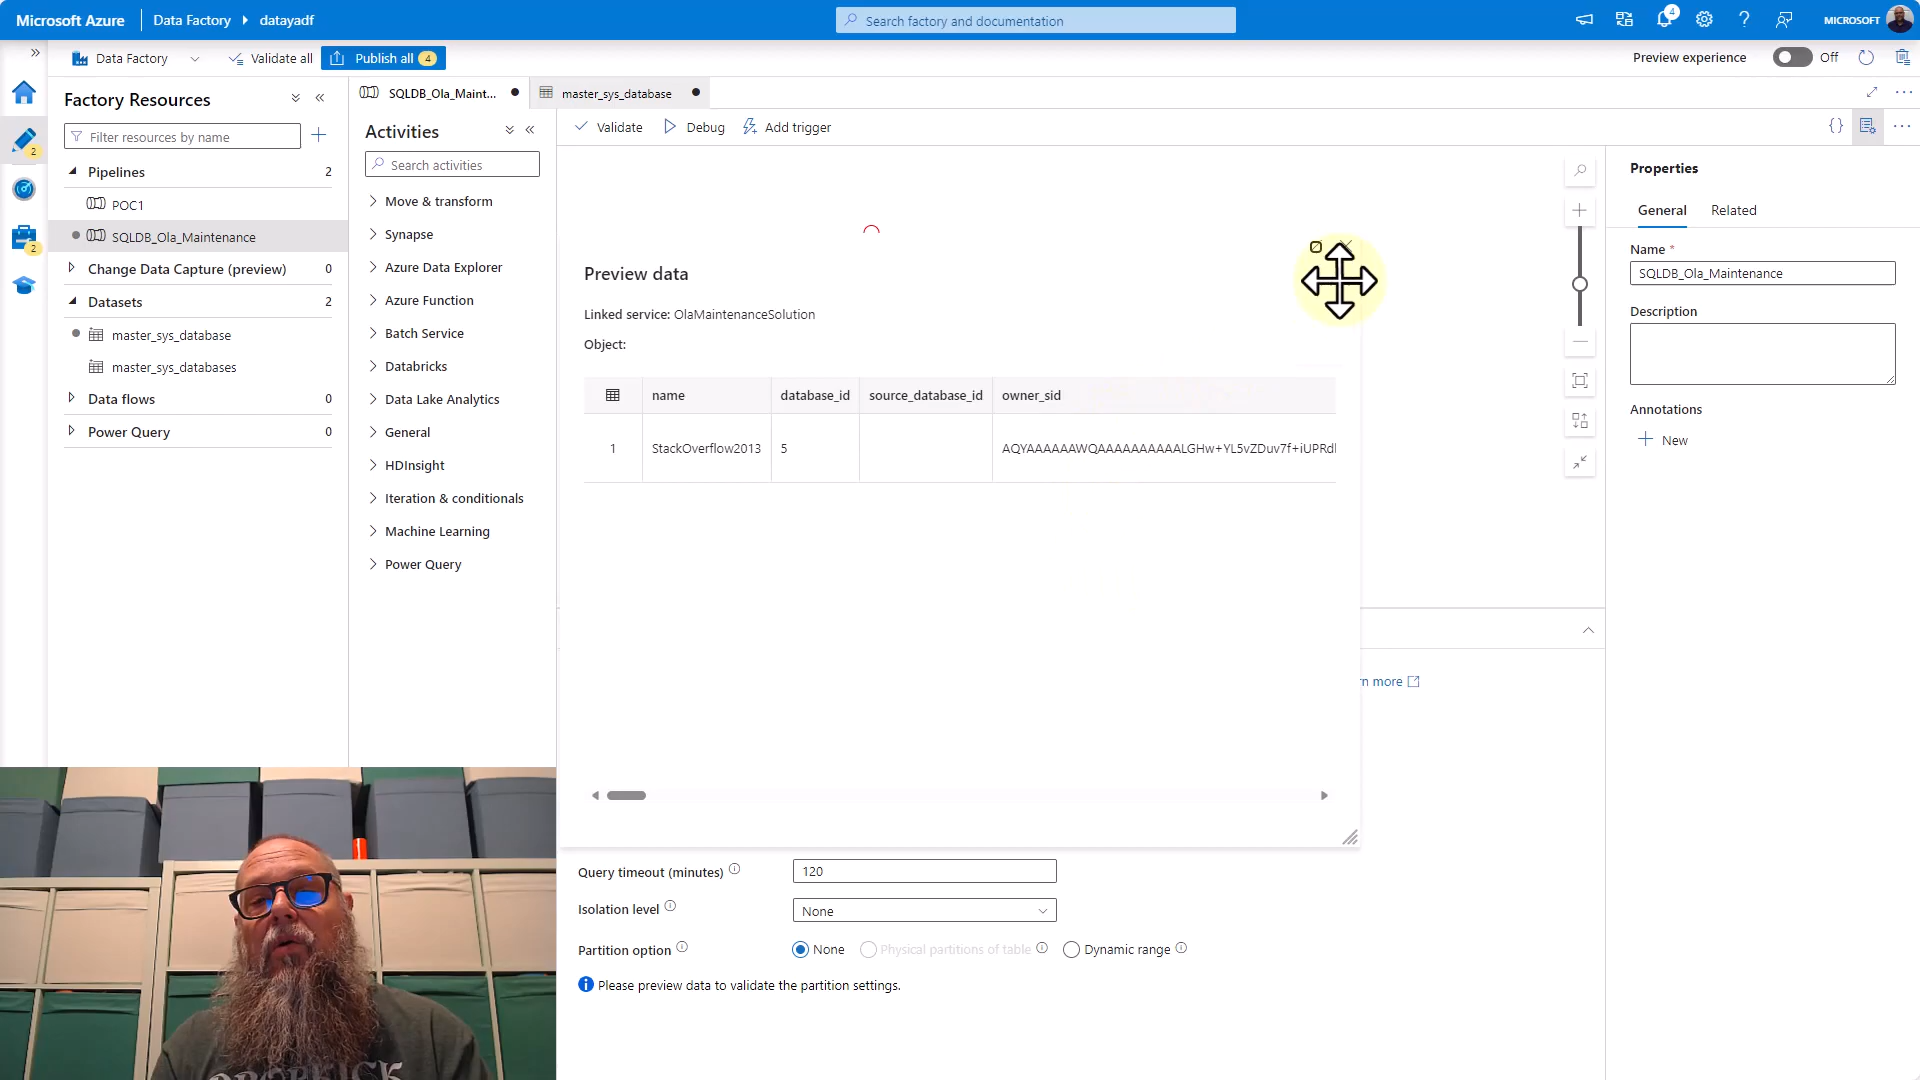 Microsoft Azure
Data Factory
datayadf
Search factory and documentation
4
MICROSOFT
Data Factory
Validate all
Publish all 4
Preview experience
Off
Factory Resources
SQLDB_Ola_Maint...
master_sys_database
Filter resources by name
Activities
Validate
Debug
Add trigger
Search activities
2
2
Pipelines 2
POC1
SQLDB_Ola_Maintenance
Change Data Capture (preview) 0
Datasets 2
master_sys_database
master_sys_databases
Data flows 0
Power Query 0
Move & transform
Synapse
Azure Data Explorer
Azure Function
Batch Service
Databricks
Data Lake Analytics
General
HDInsight
Iteration & conditionals
Machine Learning
Power Query
Preview data
Linked service: OlaMaintenanceSolution
Object:
name database_id source_database_id owner_sid
1 StackOverflow2013 5 AQYAAAAAAWQAAAAAAAAAALGHw+YL5vZDuv7f+iUPRd
rn more
Query timeout (minutes) 120
Isolation level None
Partition option None Physical partitions of table Dynamic range
Please preview data to validate the partition settings.
Properties
General Related
Name *
SQLDB_Ola_Maintenance
Description
Annotations
New